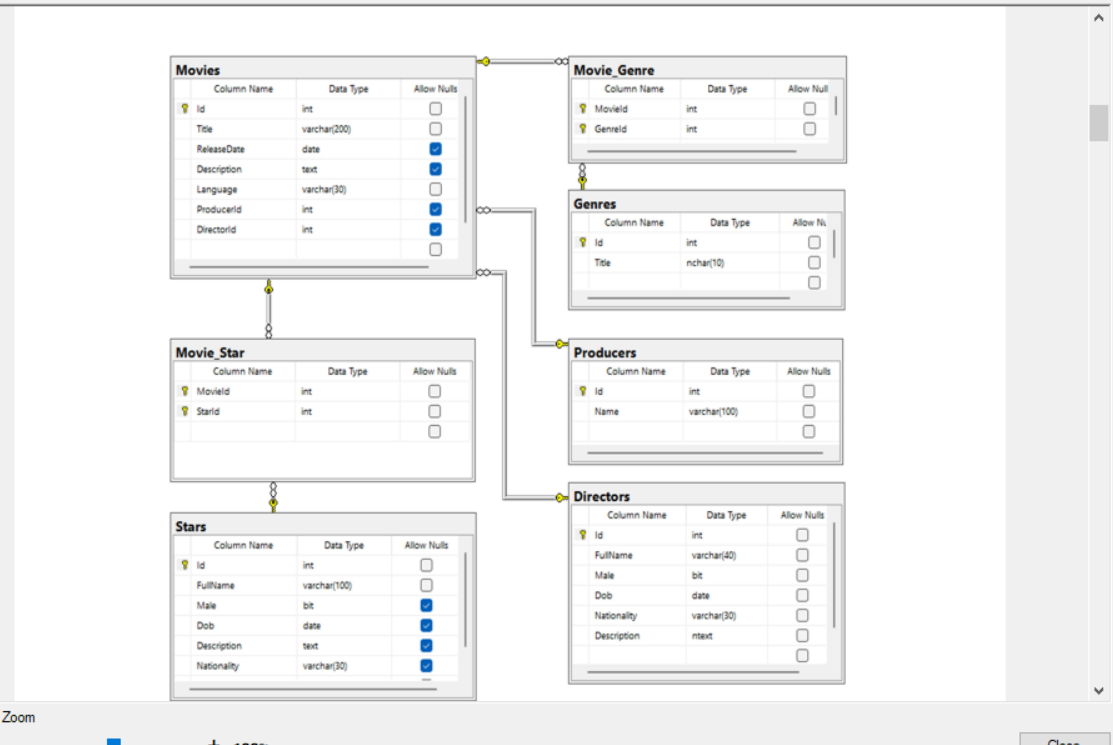 Movies
Column Name Data Type Allow Nulls
Id int
Title varchar(200)
ReleaseDate date
Description text
Language varchar(30)
ProducerId int
DirectorId int
Movie_Genre
Column Name Data Type Allow Null
MovieId int
GenreId int
Genres
Column Name Data Type Allow Nu
Id int
Title nchar(10)
Movie_Star
Column Name Data Type Allow Nulls
MovieId int
StarId int
Producers
Column Name Data Type Allow Nulls
Id int
Name varchar(100)
Stars
Column Name Data Type Allow Nulls
Id int
FullName varchar(100)
Male bit
Dob date
Description text
Nationality varchar(30)
Directors
Column Name Data Type Allow Nulls
Id int
FullName varchar(40)
Male bit
Dob date
Nationality varchar(30)
Description ntext
Zoom
Close